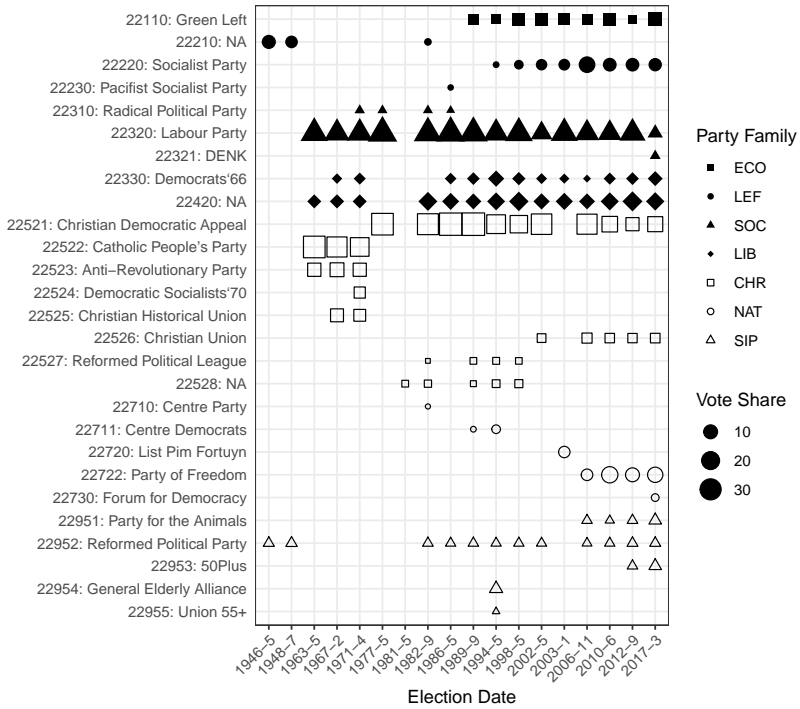 22110: Green Left
22210: NA
22220: Socialist Party
22230: Pacifist Socialist Party
22310: Radical Political Party
22320: Labour Party
22321: DENK
22330: Democrats‘66
22420: NA
22521: Christian Democratic Appeal
22522: Catholic People’s Party
22523: Anti−Revolutionary Party
22524: Democratic Socialists‘70
22525: Christian Historical Union
22526: Christian Union
22527: Reformed Political League
22528: NA
22710: Centre Party
22711: Centre Democrats
22720: List Pim Fortuyn
22722: Party of Freedom
22730: Forum for Democracy
22951: Party for the Animals
22952: Reformed Political Party
22953: 50Plus
22954: General Elderly Alliance
22955: Union 55+
1946−5
1948−7
1963−5
1967−2
1971−4
1977−5
1981−5
1982−9
1986−5
1989−9
1994−5
1998−5
2002−5
2003−1
2006−11
2010−6
2012−9
2017−3
Election Date
Party Family
ECO
LEF
SOC
LIB
CHR
NAT
SIP
Vote Share
10
20
30